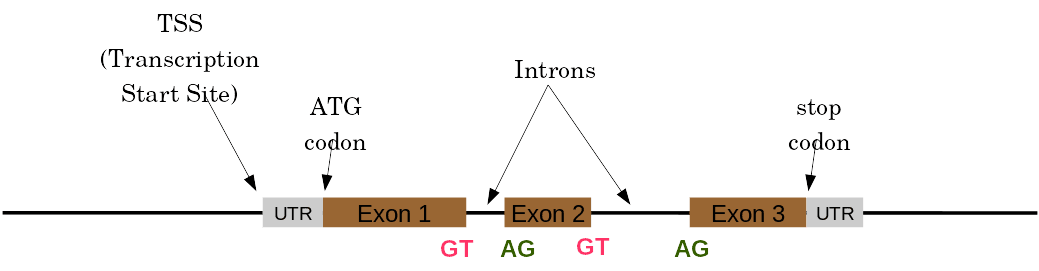 TSS
(Transcription
Start Site)
ATG
codon
Introns
stop
codon
UTR Exon 1 Exon 2 Exon 3 UTR
GT AG GT AG